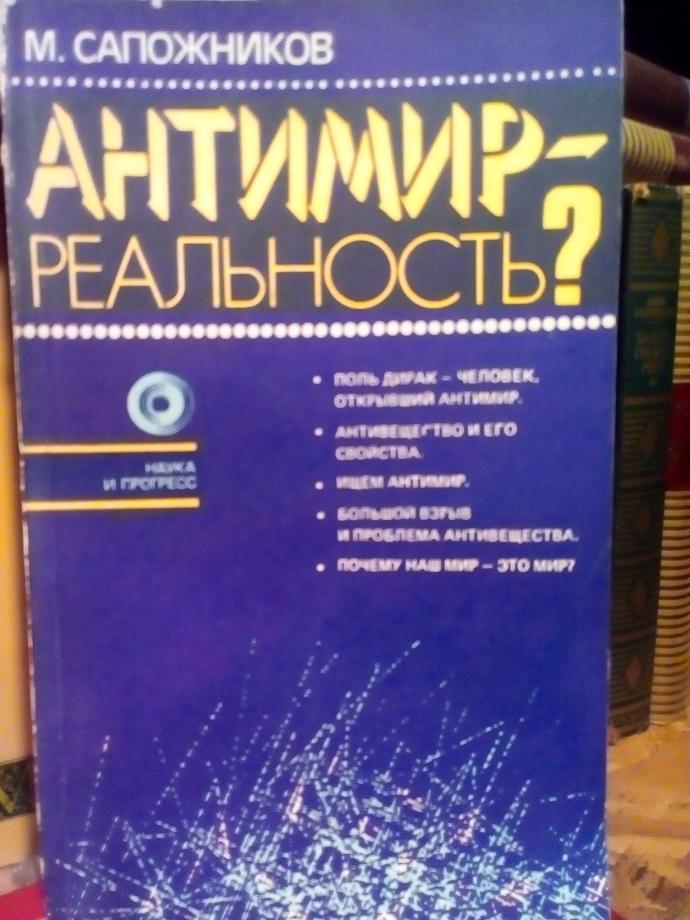 М. САПОЖНИКОВ
АНТИМИР–
РЕАЛЬНОСТЬ?
• ПОЛЬ ДИРАК – ЧЕЛОВЕК,
ОТКРЫВШИЙ АНТИМИР.
• АНТИВЕЩЕСТВО И ЕГО
СВОЙСТВА.
• ИЩЕМ АНТИМИР.
• БОЛЬШОЙ ВЗРЫВ
И ПРОБЛЕМА АНТИВЕЩЕСТВА.
• ПОЧЕМУ НАШ МИР – ЭТО МИР?
НАУКА
И ПРОГРЕСС